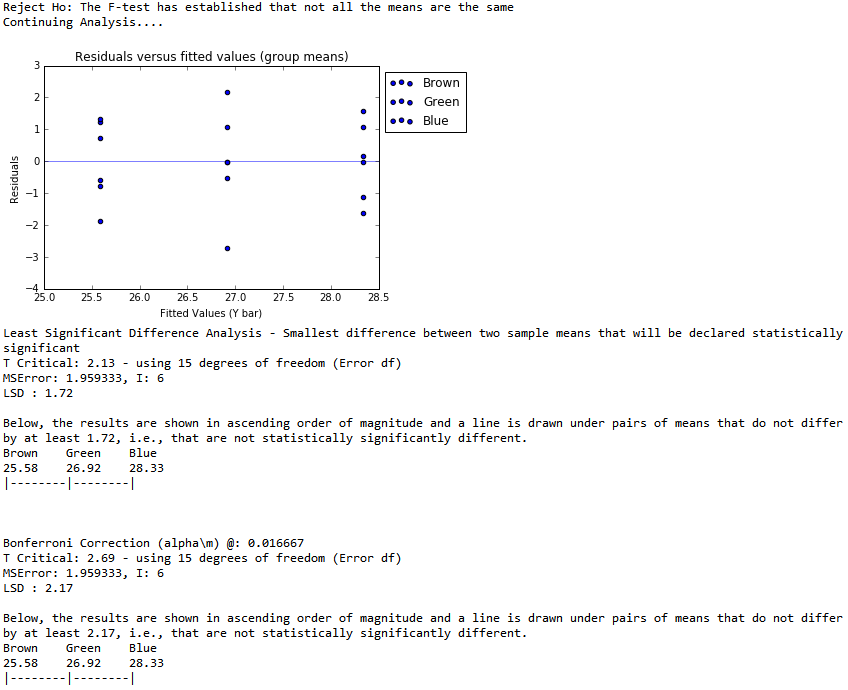 Reject Ho: The F-test has established that not all the means are the same
Continuing Analysis....
Residuals versus fitted values (group means)
3
2
1
0
−1
−2
−3
−4
Residuals
25.0 25.5 26.0 26.5 27.0 27.5 28.0 28.5
Fitted Values (Y bar)
Brown
Green
Blue
Least Significant Difference Analysis - Smallest difference between two sample means that will be declared statistically
significant
T Critical: 2.13 - using 15 degrees of freedom (Error df)
MSError: 1.959333, I: 6
LSD : 1.72
Below, the results are shown in ascending order of magnitude and a line is drawn under pairs of means that do not differ
by at least 1.72, i.e., that are not statistically significantly different.
Brown    Green    Blue
25.58    26.92    28.33
|--------|--------|
Bonferroni Correction (alpha\m) @: 0.016667
T Critical: 2.69 - using 15 degrees of freedom (Error df)
MSError: 1.959333, I: 6
LSD : 2.17
Below, the results are shown in ascending order of magnitude and a line is drawn under pairs of means that do not differ
by at least 2.17, i.e., that are not statistically significantly different.
Brown    Green    Blue
25.58    26.92    28.33
|--------|--------|